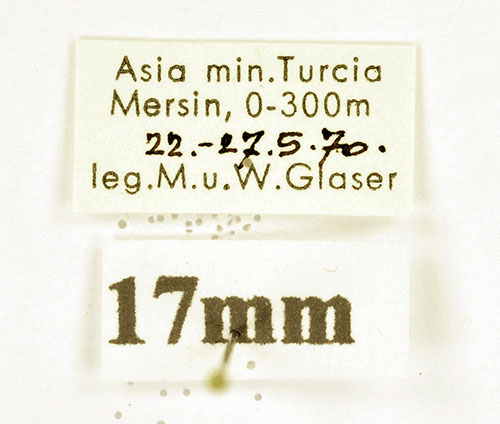 Asia min.Turcia
Mersin, 0-300m
22.-27.5.70.
leg.M.u.W.Glaser
17mm